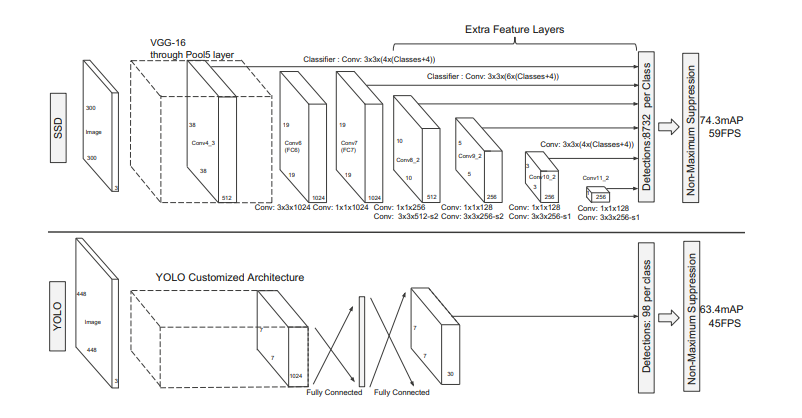 Extra Feature Layers
VGG-16
through Pool5 layer
Classifier : Conv: 3x3x(4x(Classes+4))
Classifier : Conv: 3x3x(6x(Classes+4))
SSD
300
Image
300
3
38
Conv4_3
38
512
19
Conv6
(FC6)
19
1024
19
Conv7
(FC7)
19
1024
10
Conv8_2
10
512
5
Conv9_2
5
256
Conv: 3x3x(4x(Classes+4))
3
Conv10_2
3
256
Conv11_2
256
Detections:8732 per Class
Non-Maximum Suppression
74.3mAP
59FPS
Conv: 3x3x1024
Conv: 1x1x1024
Conv: 1x1x256
Conv: 3x3x512-s2
Conv: 1x1x128
Conv: 3x3x256-s2
Conv: 1x1x128
Conv: 3x3x256-s1
Conv: 1x1x128
Conv: 3x3x256-s1
YOLO
448
Image
448
3
YOLO Customized Architecture
7
7
1024
Fully Connected
Fully Connected
7
7
30
Detections: 98 per class
Non-Maximum Suppression
63.4mAP
45FPS